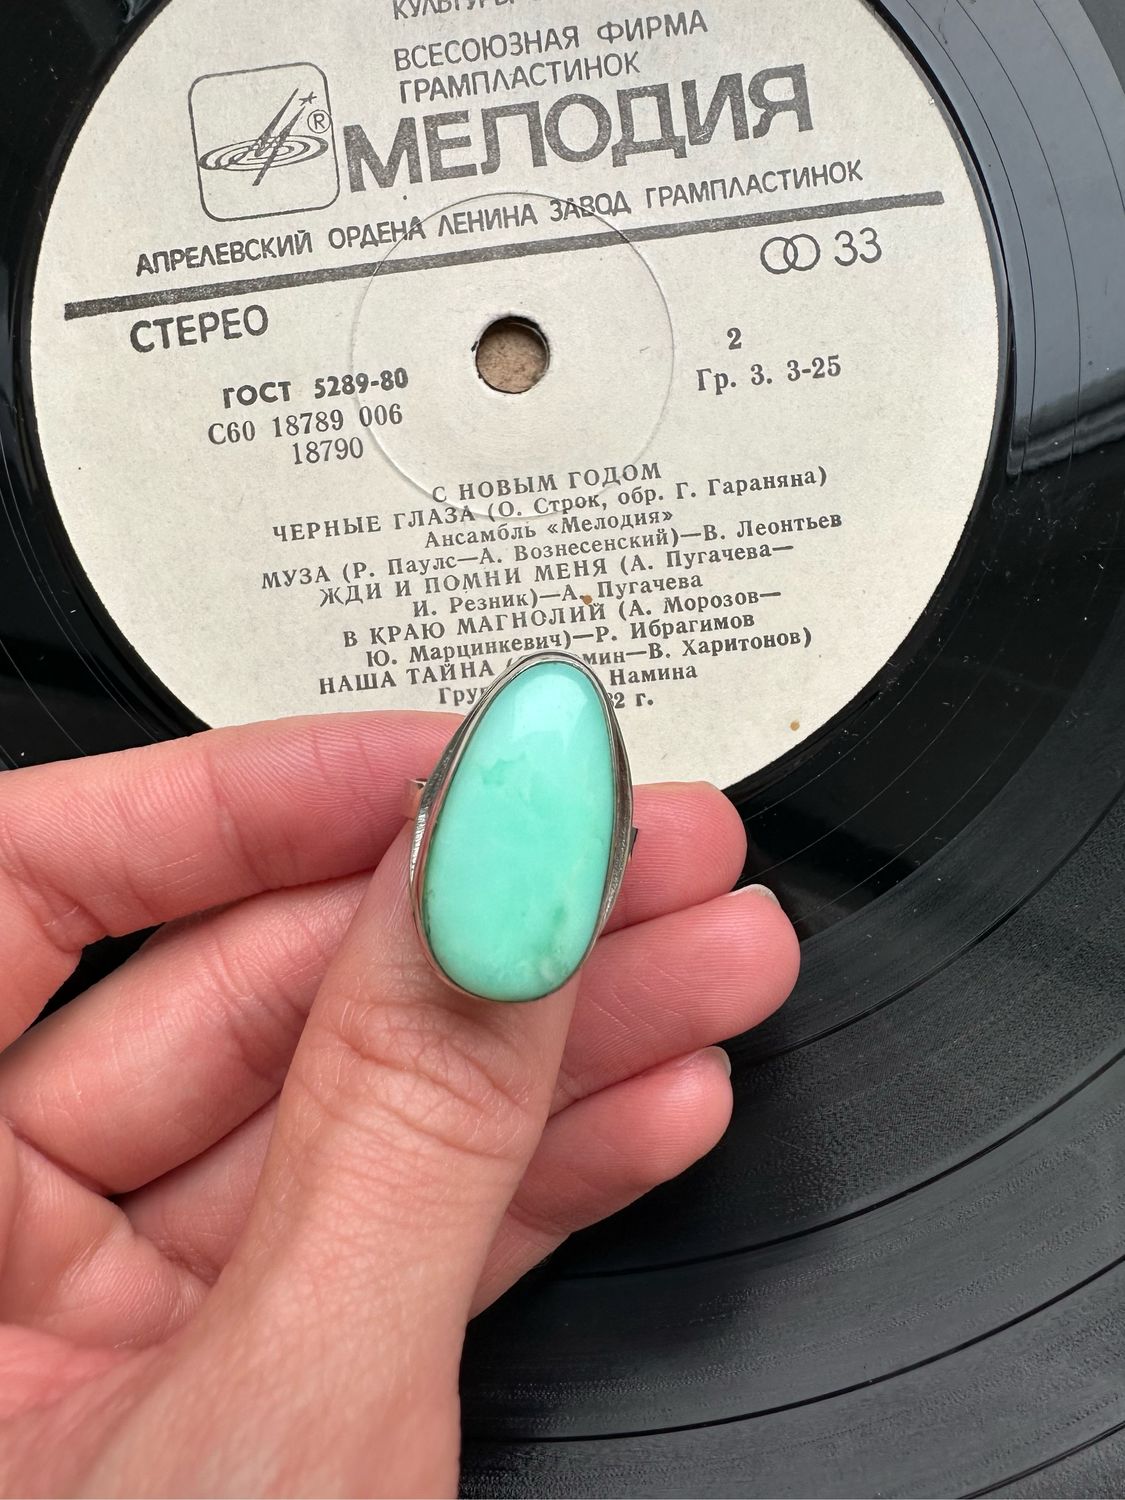 ВСЕСОЮЗНАЯ ФИРМА
ГРАМПЛАСТИНОК
®
МЕЛОДИЯ
АПРЕЛЕВСКИЙ ОРДЕНА ЛЕНИНА ЗАВОД ГРАМПЛАСТИНОК
33
СТЕРЕО
2
ГОСТ 5289-80
Гр. 3. 3-25
С60 18789 006
18790
С НОВЫМ ГОДОМ
ЧЕРНЫЕ ГЛАЗА (О. Строк, обр. Г. Гараняна)
Ансамбль «Мелодия»
МУЗА (Р. Паулс—А. Вознесенский)—В. Леонтьев
ЖДИ И ПОМНИ МЕНЯ (А. Пугачева—
И. Резник)—А. Пугачева
В КРАЮ МАГНОЛИЙ (А. Морозов—
Ю. Марцинкевич)—Р. Ибрагимов
НАША ТАЙНА В. Харитонов)
Намина
г.